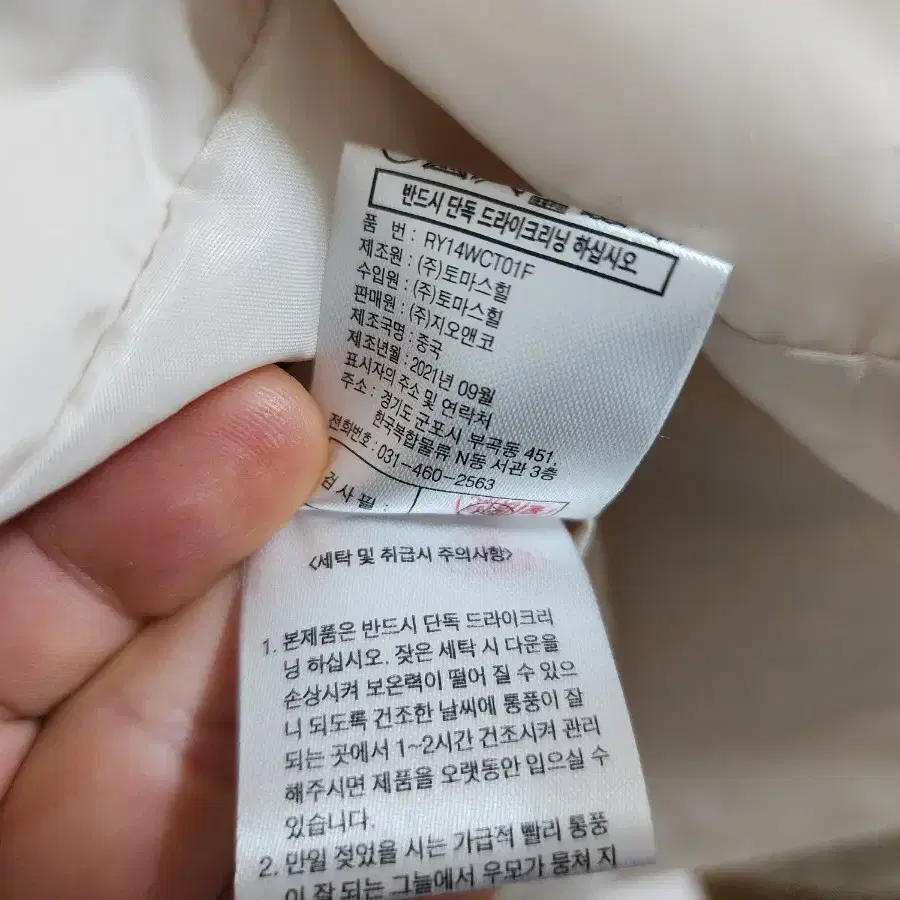 반드시 단독 드라이크리닝 하십시오
품 번 : RY14WCT01F
제조원 : (주)토마스힐
수입원 : (주)토마스힐
판매원 : (주)지오앤코
제조국명 : 중국
제조년월 : 2021년 09월
표시자의 주소 및 연락처
주소 : 경기도 군포시 부곡동 451,
한국복합물류 N동 서관 3층
전화번호 : 031-460-2563
검 사 필 :
<세탁 및 취급시 주의사항>
1. 본제품은 반드시 단독 드라이크리
닝 하십시오. 잦은 세탁 시 다운을
손상시켜 보온력이 떨어 질 수 있으
니 되도록 건조한 날씨에 통풍이 잘
되는 곳에서 1~2시간 건조시켜 관리
해주시면 제품을 오랫동안 입으실 수
있습니다.
2. 만일 젖었을 시는 가급적 빨리 통풍
이 잘 되는 그늘에서 우모가 뭉쳐 지